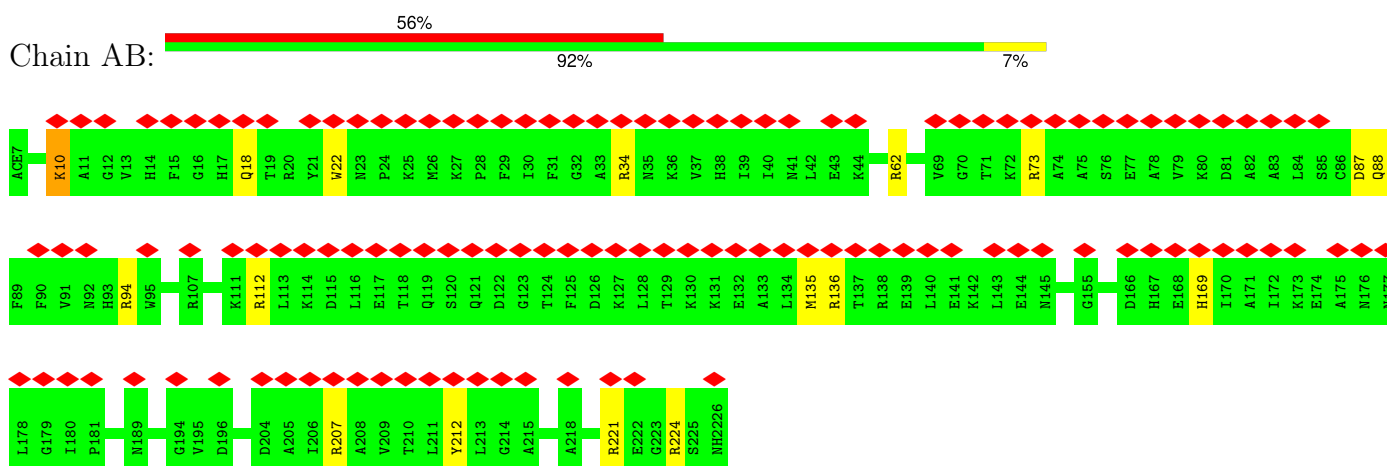 56%
Chain AB:
92% 7%
ACE7 K10 A11 G12 V13 H14 F15 G16 H17 Q18 T19 R20 Y21 W22 N23 P24 K25 M26 K27 P28 F29 I30 F31 G32 A33 R34 N35 K36 V37 H38 I39 I40 N41 L42 E43 K44 R62 V69 G70 T71 K72 R73 A74 A75 S76 E77 A78 V79 K80 D81 A82 A83 L84 S85 C86 D87 Q88
F89 F90 V91 N92 H93 R94 W95 R107 K111 R112 L113 K114 D115 L116 E117 T118 Q119 S120 Q121 D122 G123 T124 F125 D126 K127 L128 T129 K130 K131 E132 A133 L134 M135 R136 T137 R138 E139 L140 E141 K142 L143 E144 N145 G155 D166 H167 E168 H169 I170 A171 I172 K173 E174 A175 N176 N177
L178 G179 I180 P181 N189 G194 V195 D196 D204 A205 I206 R207 A208 V209 T210 L211 Y212 L213 G214 A215 A218 R221 E222 G223 R224 S225 NH2226